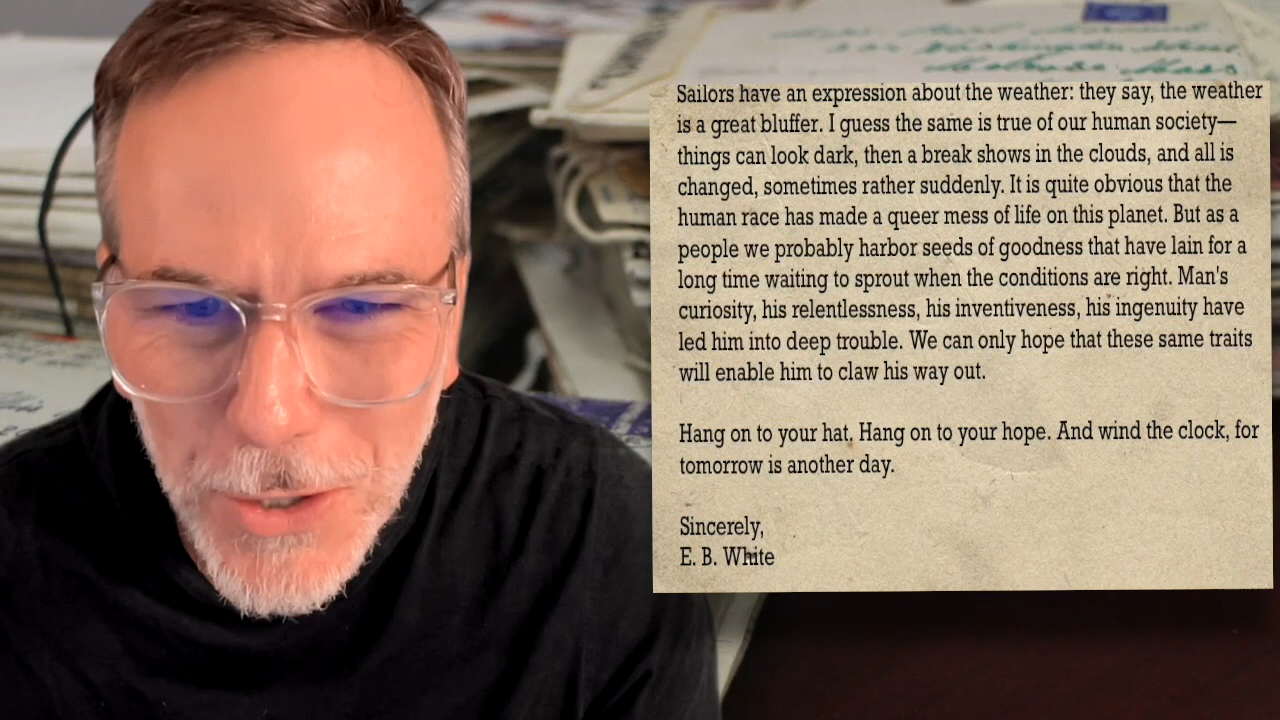 Sailors have an expression about the weather: they say, the weather
is a great bluffer. I guess the same is true of our human society—
things can look dark, then a break shows in the clouds, and all is
changed, sometimes rather suddenly. It is quite obvious that the
human race has made a queer mess of life on this planet. But as a
people we probably harbor seeds of goodness that have lain for a
long time waiting to sprout when the conditions are right. Man's
curiosity, his relentlessness, his inventiveness, his ingenuity have
led him into deep trouble. We can only hope that these same traits
will enable him to claw his way out.
Hang on to your hat. Hang on to your hope. And wind the clock, for
tomorrow is another day.
Sincerely,
E. B. White